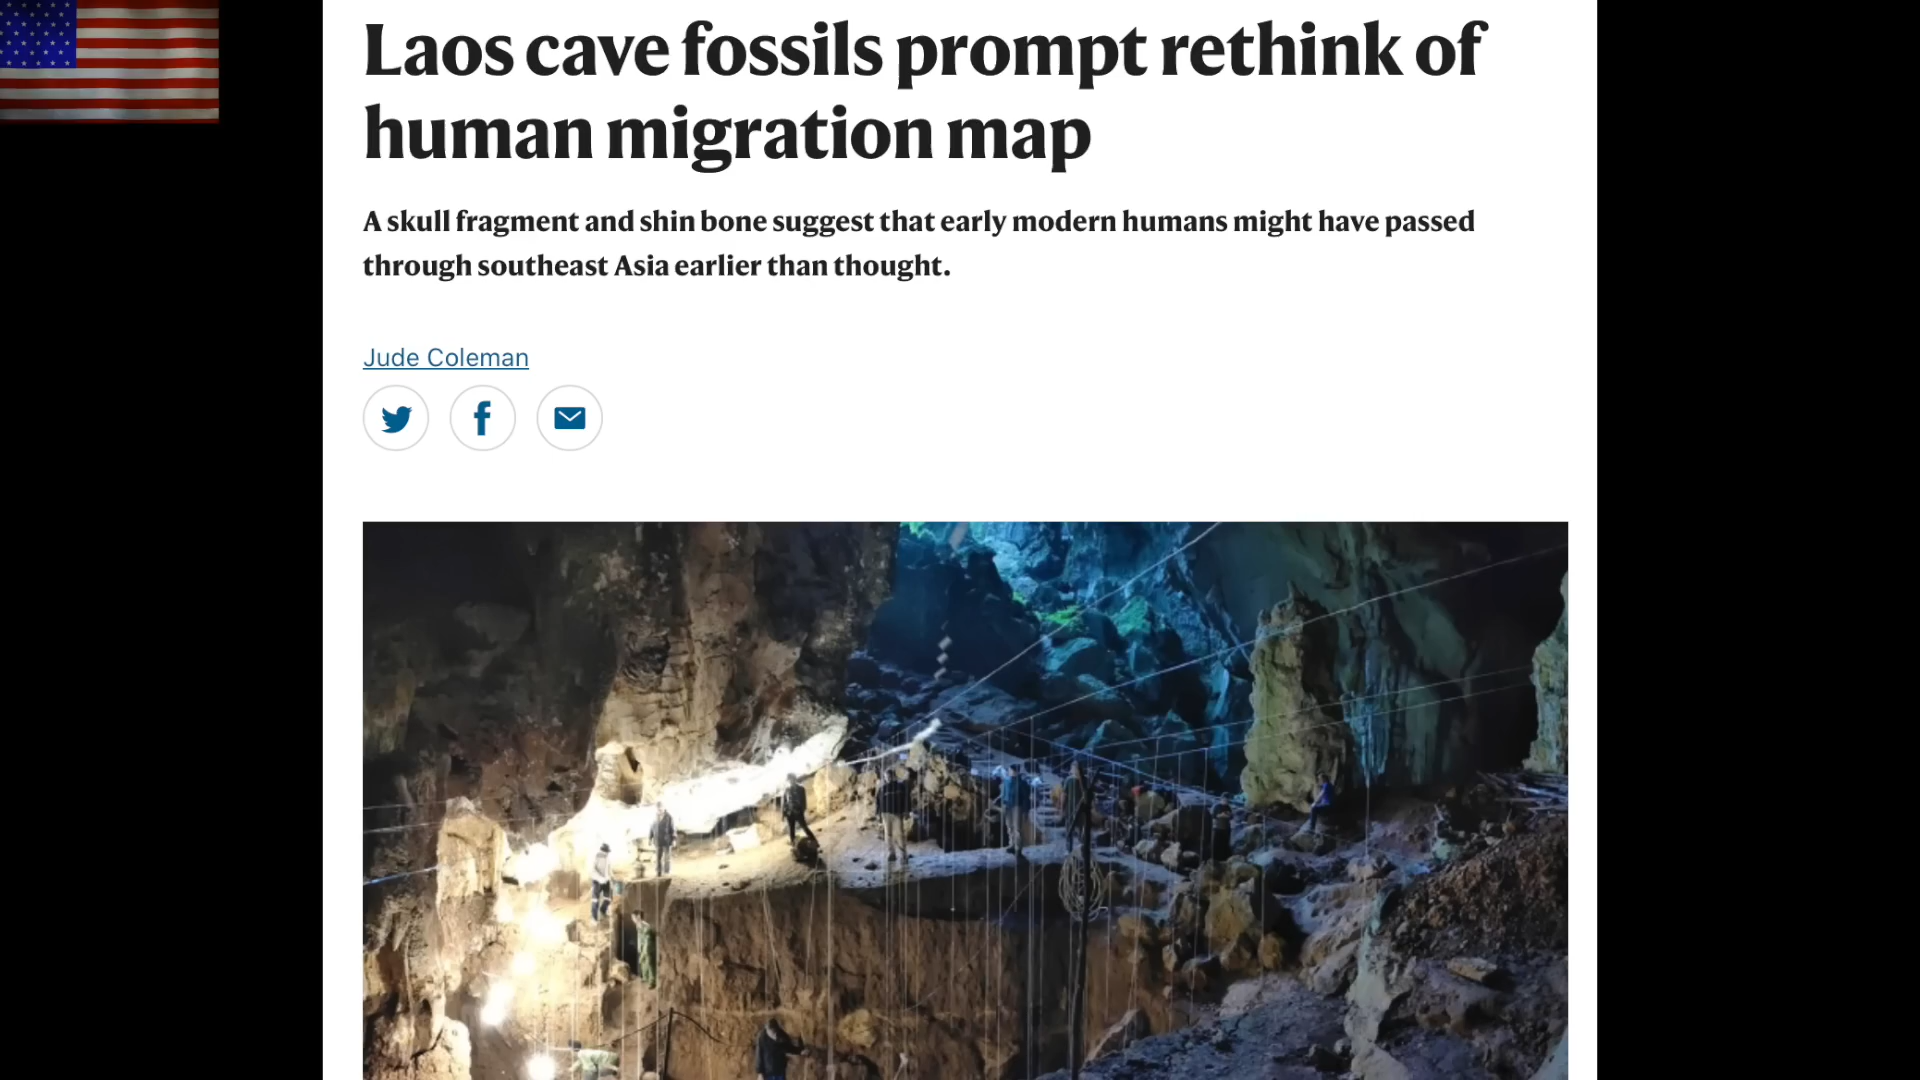 Laos cave fossils prompt rethink of
human migration map
A skull fragment and shin bone suggest that early modern humans might have passed
through southeast Asia earlier than thought.
Jude Coleman